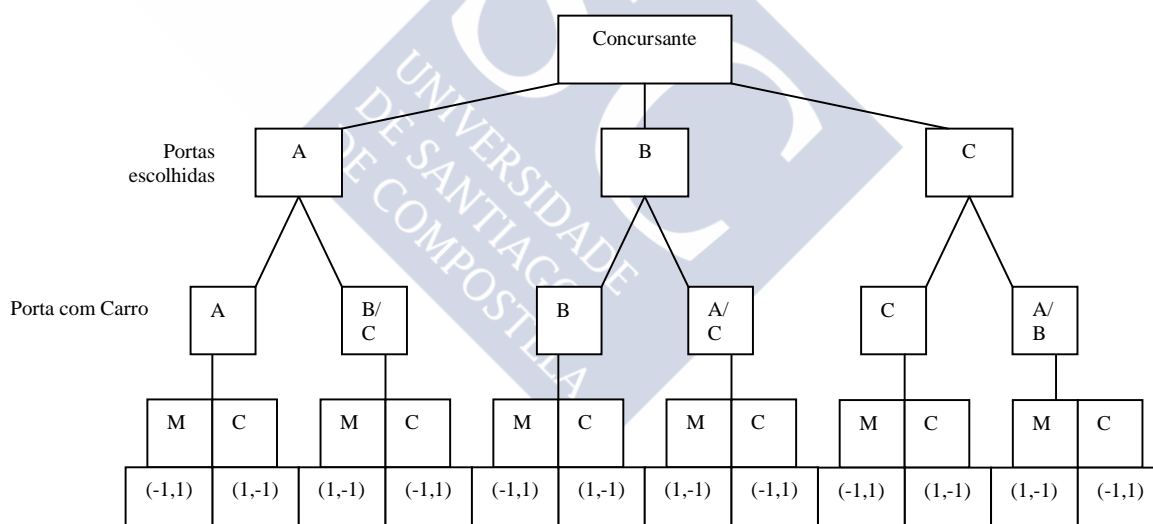 Concursante
Portas
escolhidas
A
B
C
Porta com Carro
A
B/
C
B
A/
C
C
A/
B
M C M C M C M C M C M C
(-1,1) (1,-1) (1,-1) (-1,1) (-1,1) (1,-1) (1,-1) (-1,1) (-1,1) (1,-1) (1,-1) (-1,1)
UNIVERSIDADE
DE SANTIAGO
DE COMPOSTELA